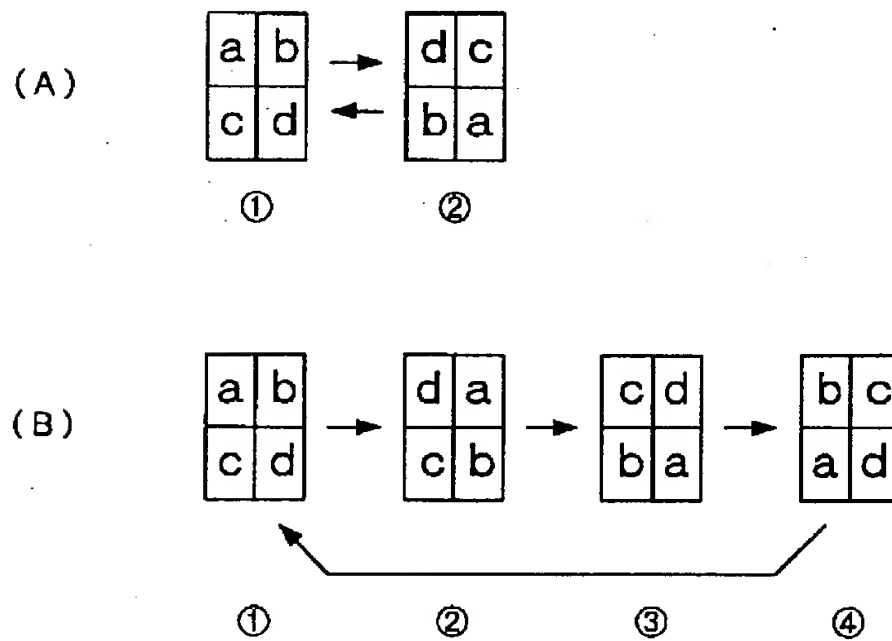 a b d c
(A)
c d b a
① ②
a b d a c d b c
(B)
c d c b b a a d
① ② ③ ④